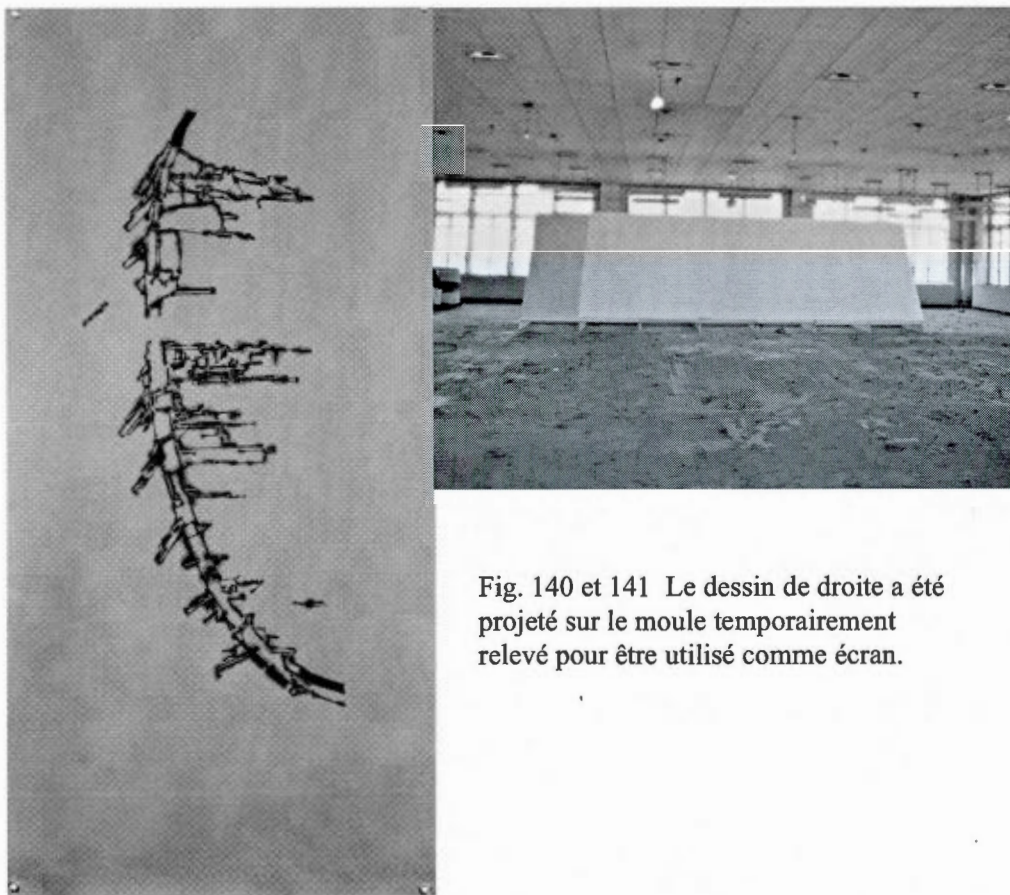 Fig. 140 et 141 Le dessin de droite a été
projeté sur le moule temporairement
relevé pour être utilisé comme écran.